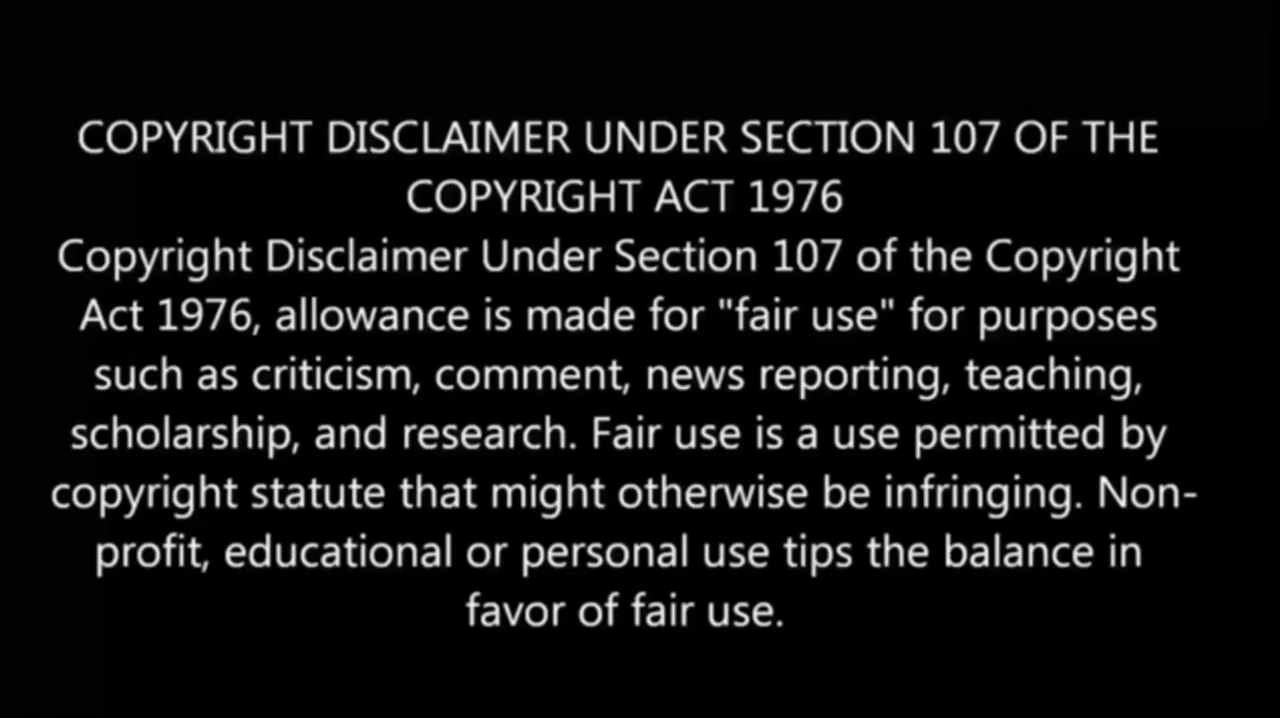 COPYRIGHT DISCLAIMER UNDER SECTION 107 OF THE
COPYRIGHT ACT 1976
Copyright Disclaimer Under Section 107 of the Copyright
Act 1976, allowance is made for "fair use" for purposes
such as criticism, comment, news reporting, teaching,
scholarship, and research. Fair use is a use permitted by
copyright statute that might otherwise be infringing. Non-
profit, educational or personal use tips the balance in
favor of fair use.